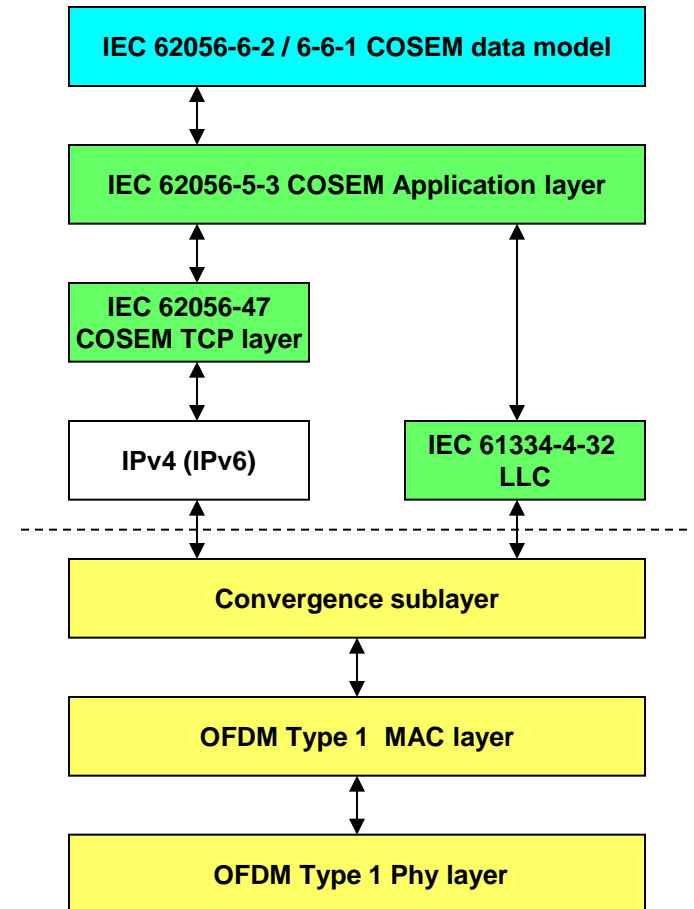 IEC 62056-6-2 / 6-6-1 COSEM data model
IEC 62056-5-3 COSEM Application layer
IEC 62056-47
COSEM TCP layer
IPv4 (IPv6)
IEC 61334-4-32
LLC
Convergence sublayer
OFDM Type 1 MAC layer
OFDM Type 1 Phy layer